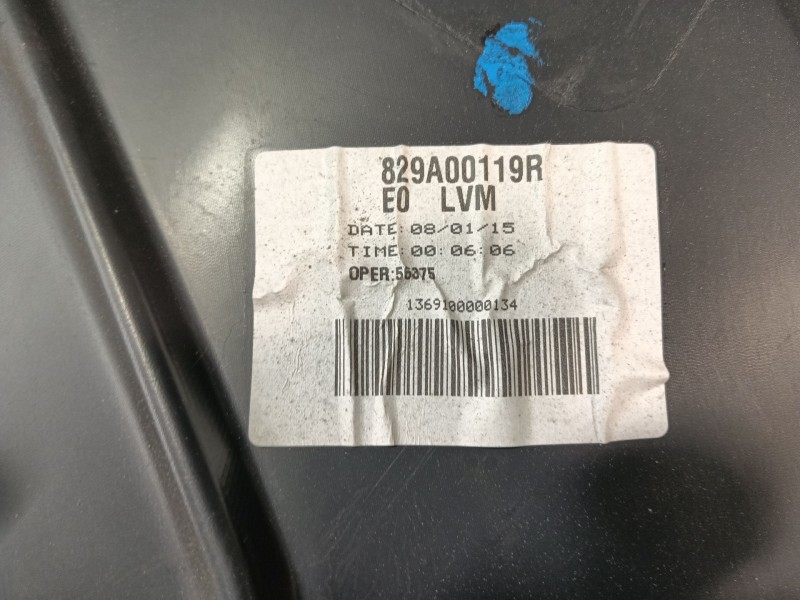 829A00119R
E0 LVM
DATE:08/01/15
TIME:00:06:06
OPER:56375
1369100000134